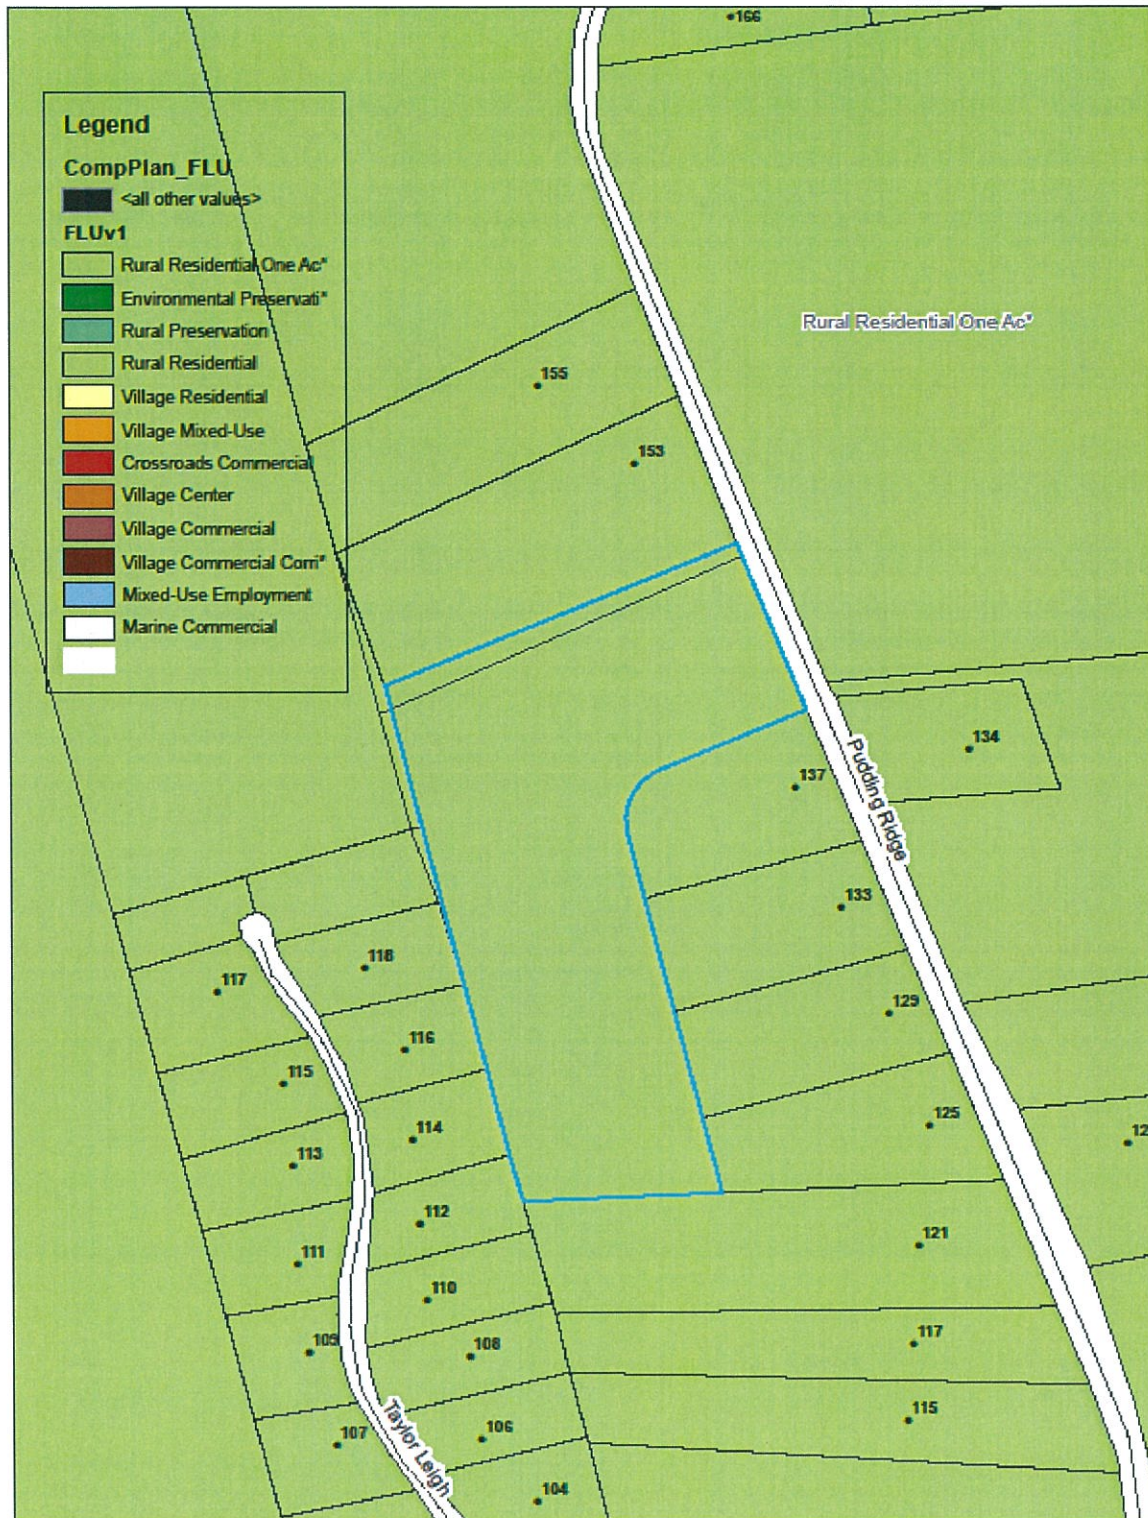 166
Legend
CompPlan_FLU
<all other values>
FLUv1
Rural Residential One Ac*
Environmental Preservati*
Rural Preservation
Rural Residential
Village Residential
Village Mixed-Use
Crossroads Commercial
Village Center
Village Commercial
Village Commercial Corri*
Mixed-Use Employment
Marine Commercial
Rural Residential One Ac*
155
153
134
137
Pudding Ridge
133
118
117
129
116
115
125
114
12
113
112
121
111
110
117
109
108
115
107
106
Taylor Leigh
104